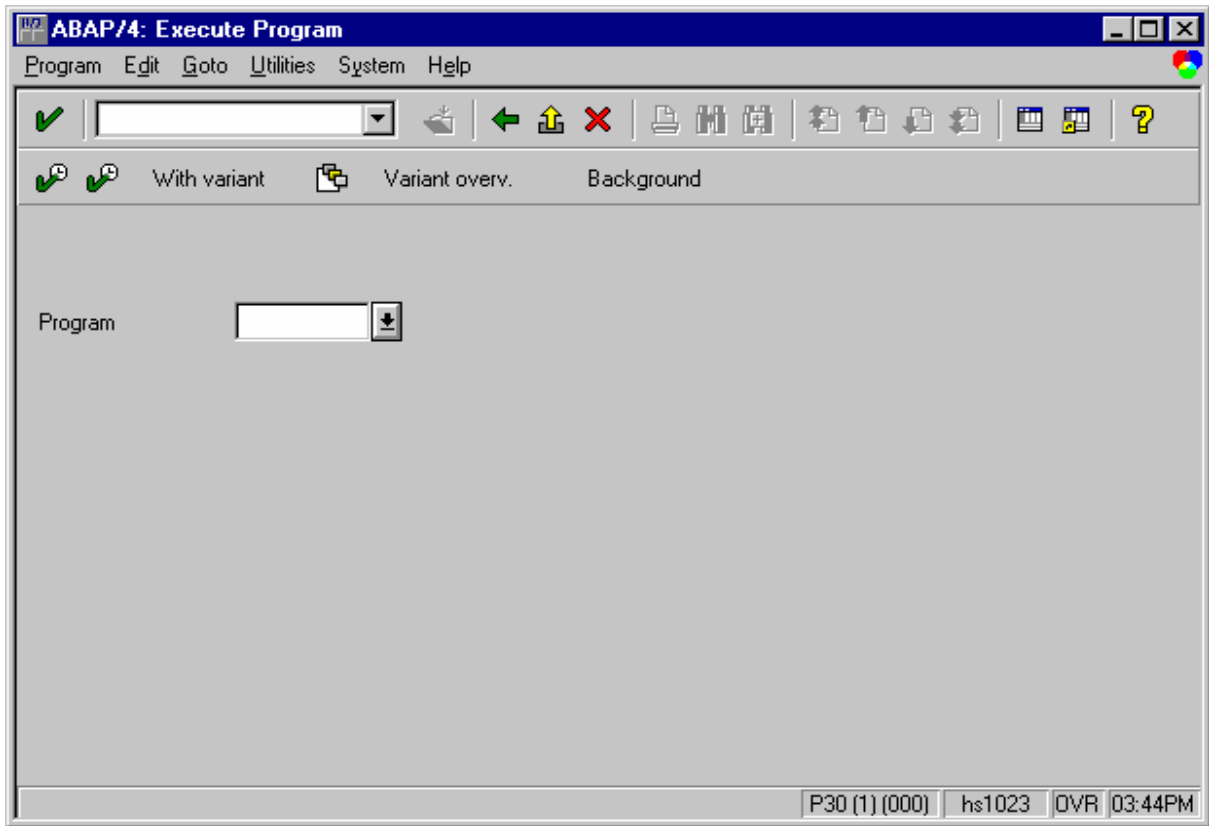 ABAP/4: Execute Program
Program Edit Goto Utilities System Help
With variant Variant overv. Background
Program
P30 (1) (000) hs1023 OVR 03:44PM